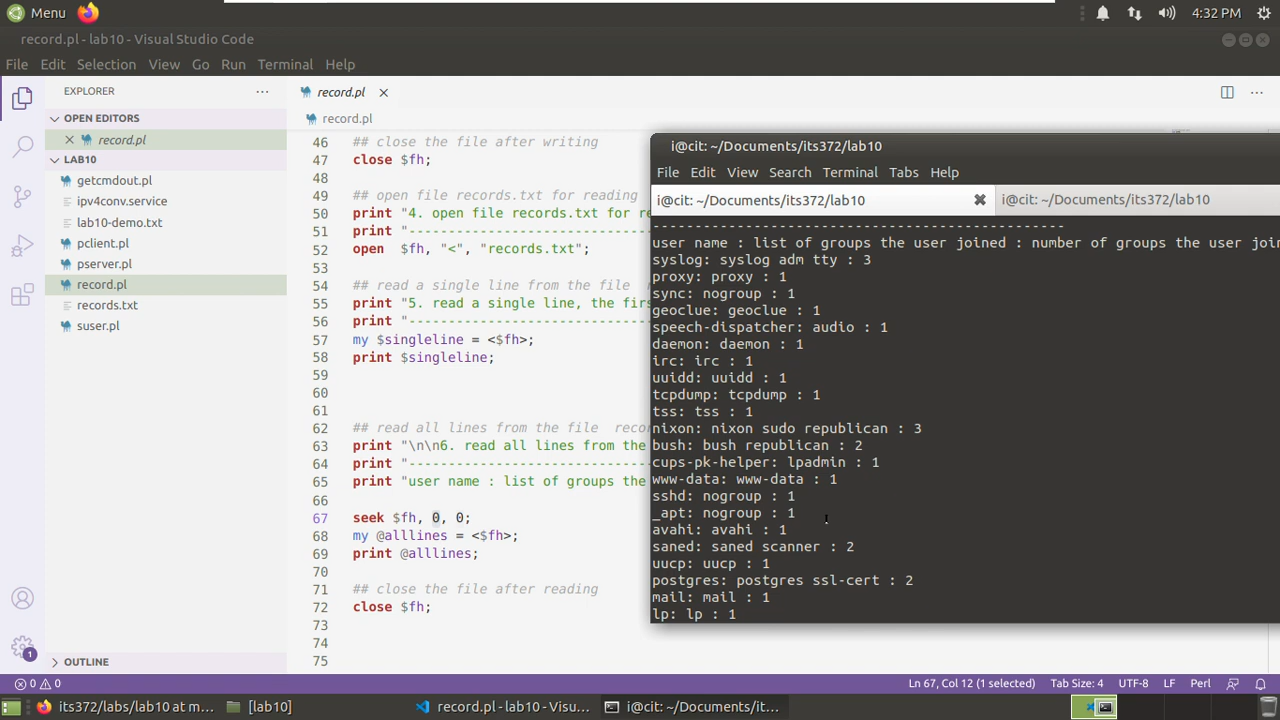 Menu
4:32 PM
record.pl - lab10 - Visual Studio Code
File Edit Selection View Go Run Terminal Help
EXPLORER
OPEN EDITORS
record.pl
LAB10
getcmdout.pl
ipv4conv.service
lab10-demo.txt
pclient.pl
pserver.pl
record.pl
records.txt
suser.pl
OUTLINE
record.pl
record.pl
46 ## close the file after writing
47 close $fh;
48
49 ## open file records.txt for reading
50 print "4. open file records.txt for re
51 print "-------------------------------
52 open  $fh, "<", "records.txt";
53
54 ## read a single line from the file
55 print "5. read a single line, the firs
56 print "-------------------------------
57 my $singleline = <$fh>;
58 print $singleline;
59
60
61
62 ## read all lines from the file  recor
63 print "\n\n6. read all lines from the
64 print "-------------------------------
65 print "user name : list of groups the
66
67 seek $fh, 0, 0;
68 my @alllines = <$fh>;
69 print @alllines;
70
71 ## close the file after reading
72 close $fh;
73
74
75
i@cit: ~/Documents/its372/lab10
File Edit View Search Terminal Tabs Help
i@cit: ~/Documents/its372/lab10
i@cit: ~/Documents/its372/lab10
-------------------------------------------------
user name : list of groups the user joined : number of groups the user join
syslog: syslog adm tty : 3
proxy: proxy : 1
sync: nogroup : 1
geoclue: geoclue : 1
speech-dispatcher: audio : 1
daemon: daemon : 1
irc: irc : 1
uuidd: uuidd : 1
tcpdump: tcpdump : 1
tss: tss : 1
nixon: nixon sudo republican : 3
bush: bush republican : 2
cups-pk-helper: lpadmin : 1
www-data: www-data : 1
sshd: nogroup : 1
_apt: nogroup : 1
avahi: avahi : 1
saned: saned scanner : 2
uucp: uucp : 1
postgres: postgres ssl-cert : 2
mail: mail : 1
lp: lp : 1
1
0 0
Ln 67, Col 12 (1 selected) Tab Size: 4 UTF-8 LF Perl
its372/labs/lab10 at m... [lab10] record.pl - lab10 - Visu... i@cit: ~/Documents/it...